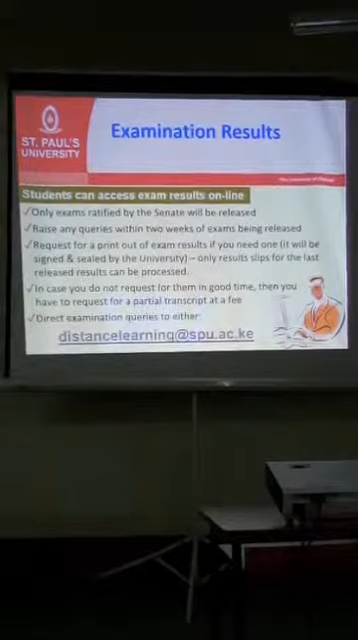 ST. PAUL'S
UNIVERSITY
Examination Results
Students can access exam results on-line
✓Only exams ratified by the Senate will be released
✓Raise any queries within two weeks of exams being released
✓Request for a print out of exam results if you need one (it will be
signed & sealed by the University) – only results slips for the last
released results can be processed.
✓In case you do not request for them in good time, then you
have to request for a partial transcript at a fee
✓Direct examination queries to either:
distancelearning@spu.ac.ke